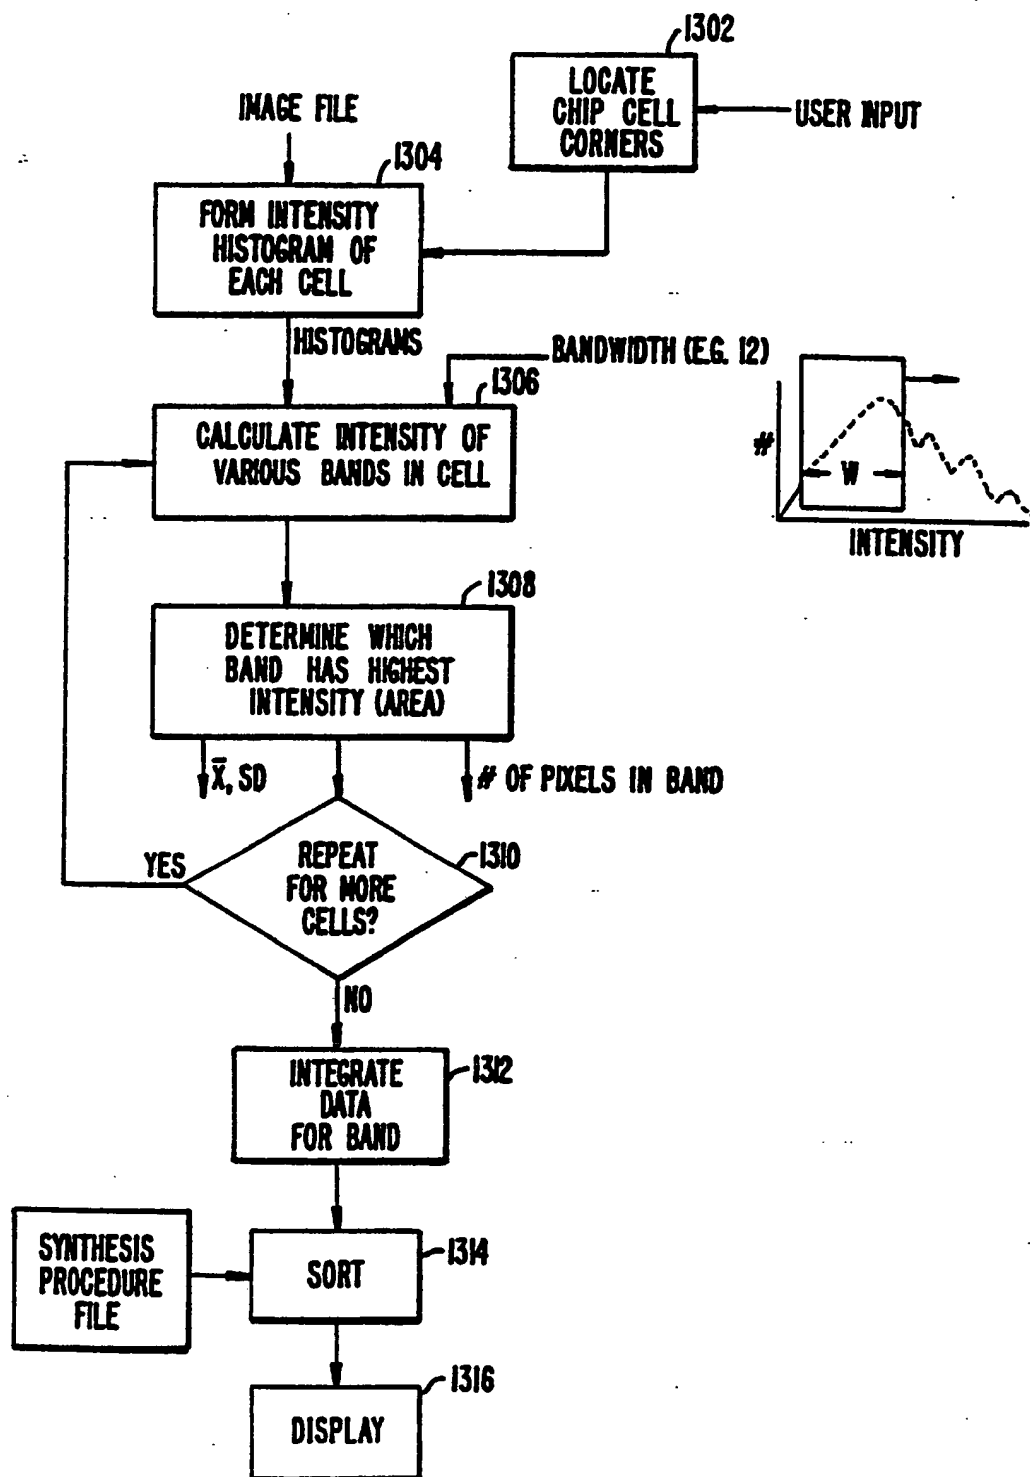 1302
LOCATE
CHIP CELL
CORNERS
USER INPUT
IMAGE FILE
1304
FORM INTENSITY
HISTOGRAM OF
EACH CELL
HISTOGRAMS
BANDWIDTH (E.G. 12)
1306
CALCULATE INTENSITY OF
VARIOUS BANDS IN CELL
#
W
INTENSITY
1308
DETERMINE WHICH
BAND HAS HIGHEST
INTENSITY (AREA)
X̅, SD
# OF PIXELS IN BAND
1310
REPEAT
FOR MORE
CELLS?
YES
NO
1312
INTEGRATE
DATA
FOR BAND
SYNTHESIS
PROCEDURE
FILE
1314
SORT
1316
DISPLAY